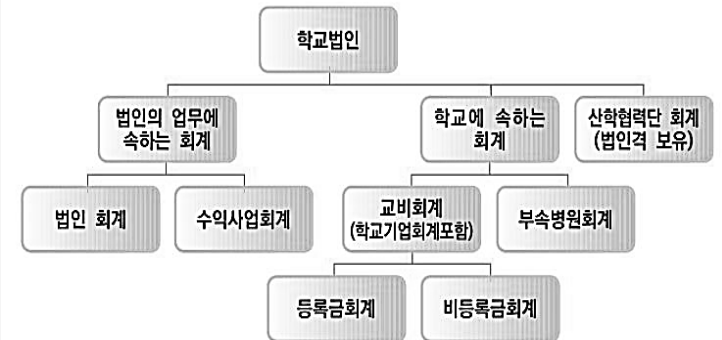 학교법인
법인의 업무에
속하는 회계
학교에 속하는
회계
산학협력단 회계
(법인격 보유)
법인 회계
수익사업회계
교비회계
(학교기업회계포함)
부속병원회계
등록금회계
비등록금회계